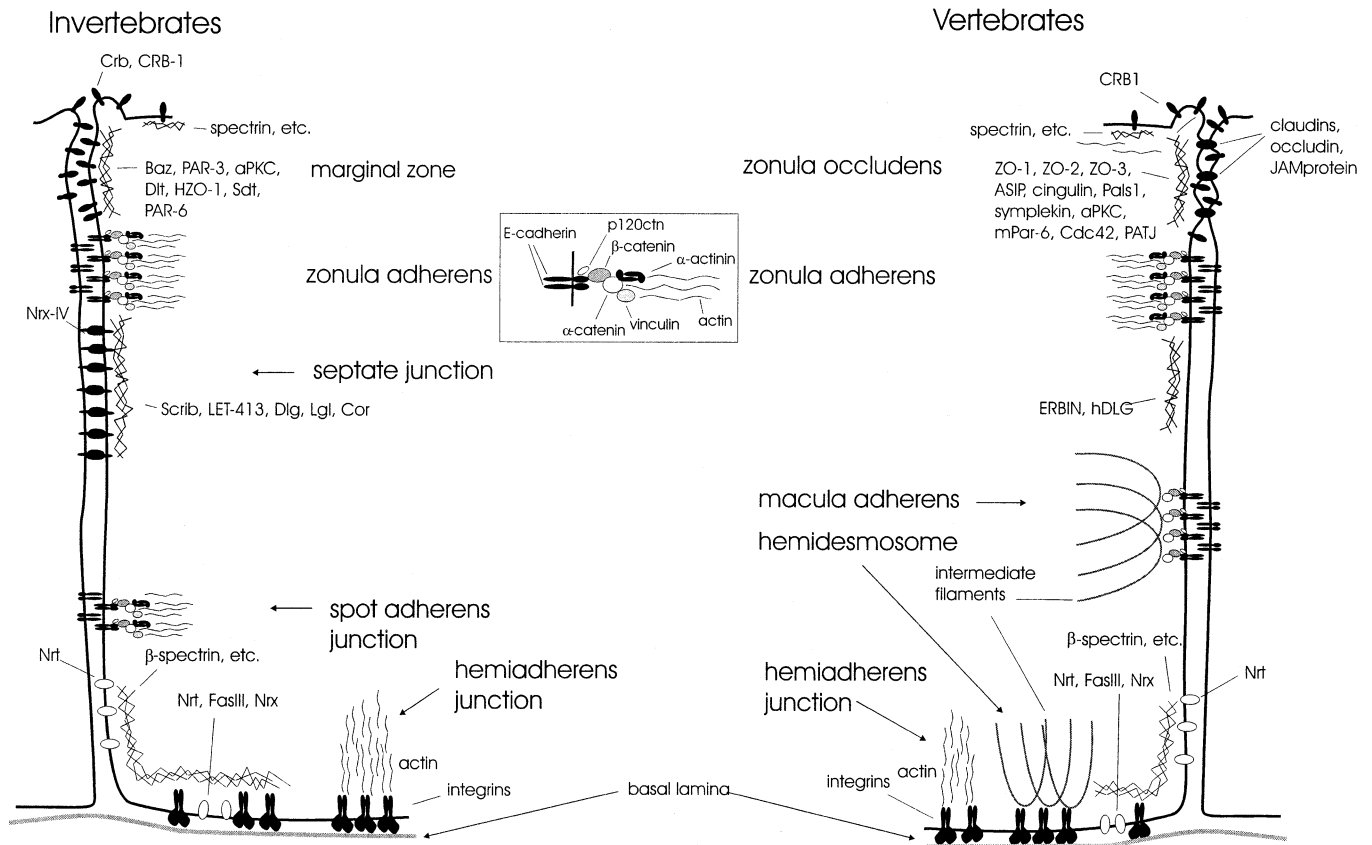 Invertebrates
Crb, CRB-1
spectrin, etc.
Baz, PAR-3, aPKC,
Dlt, HZO-1, Sdt,
PAR-6
marginal zone
zonula adherens
Nrx-IV
septate junction
Scrib, LET-413, Dlg, Lgl, Cor
spot adherens
junction
Nrt
β-spectrin, etc.
Nrt, FasIII, Nrx
hemiadherens
junction
actin
integrins
basal lamina
E-cadherin
p120ctn
β-catenin
α-actinin
α-catenin
vinculin
actin
Vertebrates
CRB1
spectrin, etc.
claudins,
occludin,
JAMprotein
zonula occludens
ZO-1, ZO-2, ZO-3,
ASIP, cingulin, Pals1,
symplekin, aPKC,
mPar-6, Cdc42, PATJ
zonula adherens
ERBIN, hDLG
macula adherens
hemidesmosome
intermediate
filaments
β-spectrin, etc.
Nrt, FasIII, Nrx
Nrt
hemiadherens
junction
actin
integrins